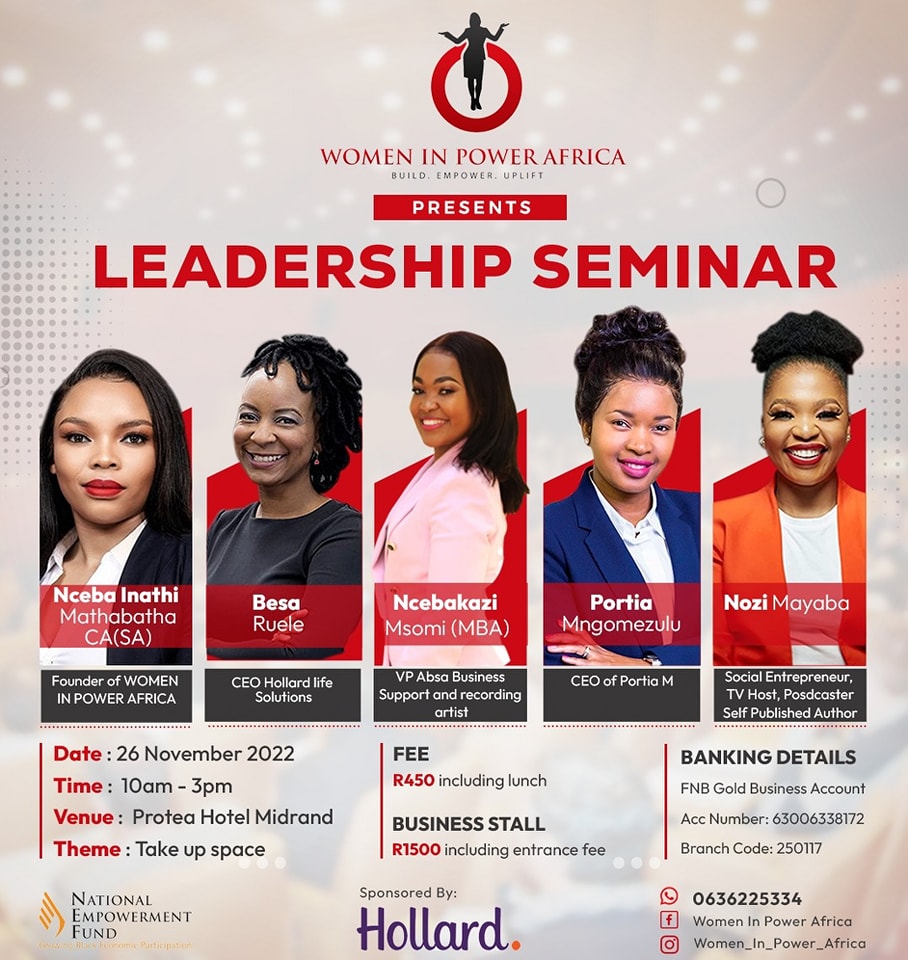 WOMEN IN POWER AFRICA
BUILD. EMPOWER. UPLIFT
PRESENTS
LEADERSHIP SEMINAR
Nceba Inathi
Mathabatha
CA(SA)
Founder of WOMEN
IN POWER AFRICA
Besa
Ruele
CEO Hollard life
Solutions
Ncebakazi
Msomi (MBA)
VP Absa Business
Support and recording
artist
Portia
Mngomezulu
CEO of Portia M
Nozi Mayaba
Social Entrepreneur,
TV Host, Posdcaster
Self Published Author
Date : 26 November 2022
Time : 10am - 3pm
Venue : Protea Hotel Midrand
Theme : Take up space
FEE
R450 including lunch
BUSINESS STALL
R1500 including entrance fee
BANKING DETAILS
FNB Gold Business Account
Acc Number: 63006338172
Branch Code: 250117
NATIONAL
EMPOWERMENT
FUND
Growing Black Economic Participation
Sponsored By:
Hollard.
0636225334
Women In Power Africa
Women_In_Power_Africa